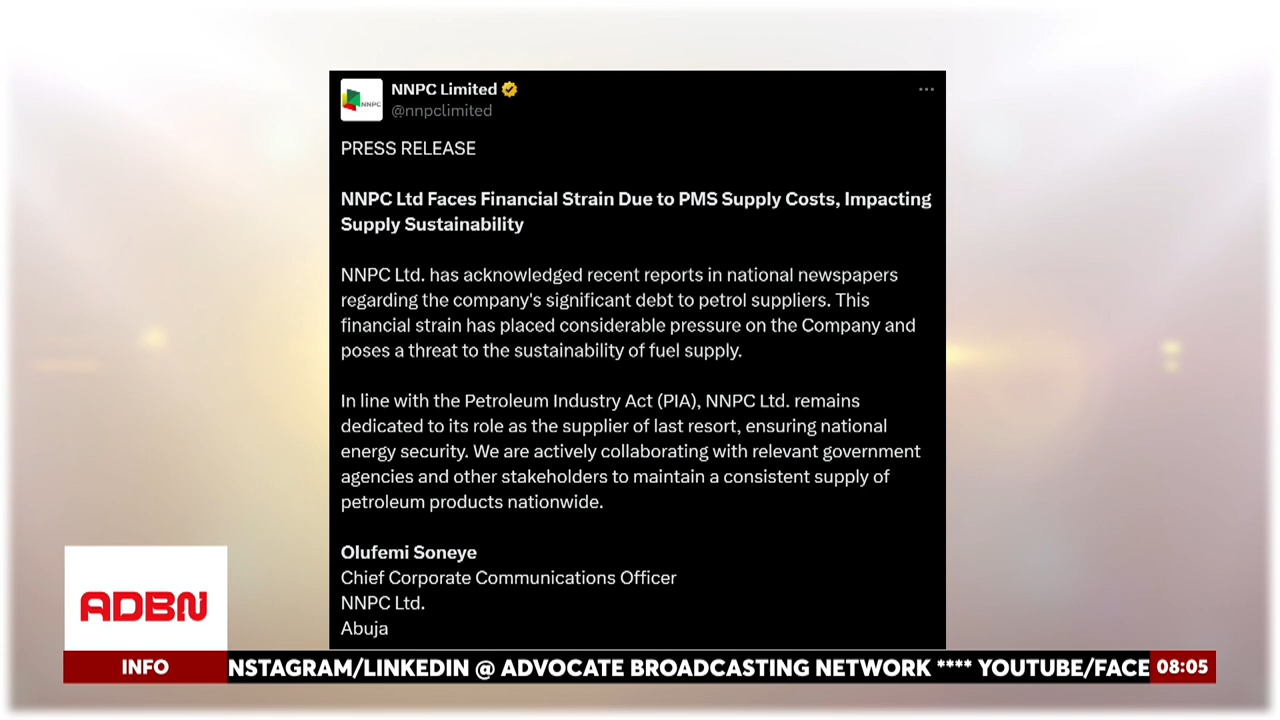 NNPC
NNPC Limited
@nnpclimited
PRESS RELEASE
NNPC Ltd Faces Financial Strain Due to PMS Supply Costs, Impacting
Supply Sustainability
NNPC Ltd. has acknowledged recent reports in national newspapers
regarding the company's significant debt to petrol suppliers. This
financial strain has placed considerable pressure on the Company and
poses a threat to the sustainability of fuel supply.
In line with the Petroleum Industry Act (PIA), NNPC Ltd. remains
dedicated to its role as the supplier of last resort, ensuring national
energy security. We are actively collaborating with relevant government
agencies and other stakeholders to maintain a consistent supply of
petroleum products nationwide.
Olufemi Soneye
Chief Corporate Communications Officer
NNPC Ltd.
Abuja
ADBN
INFO
NSTAGRAM/LINKEDIN @ ADVOCATE BROADCASTING NETWORK **** YOUTUBE/FACE
08:05